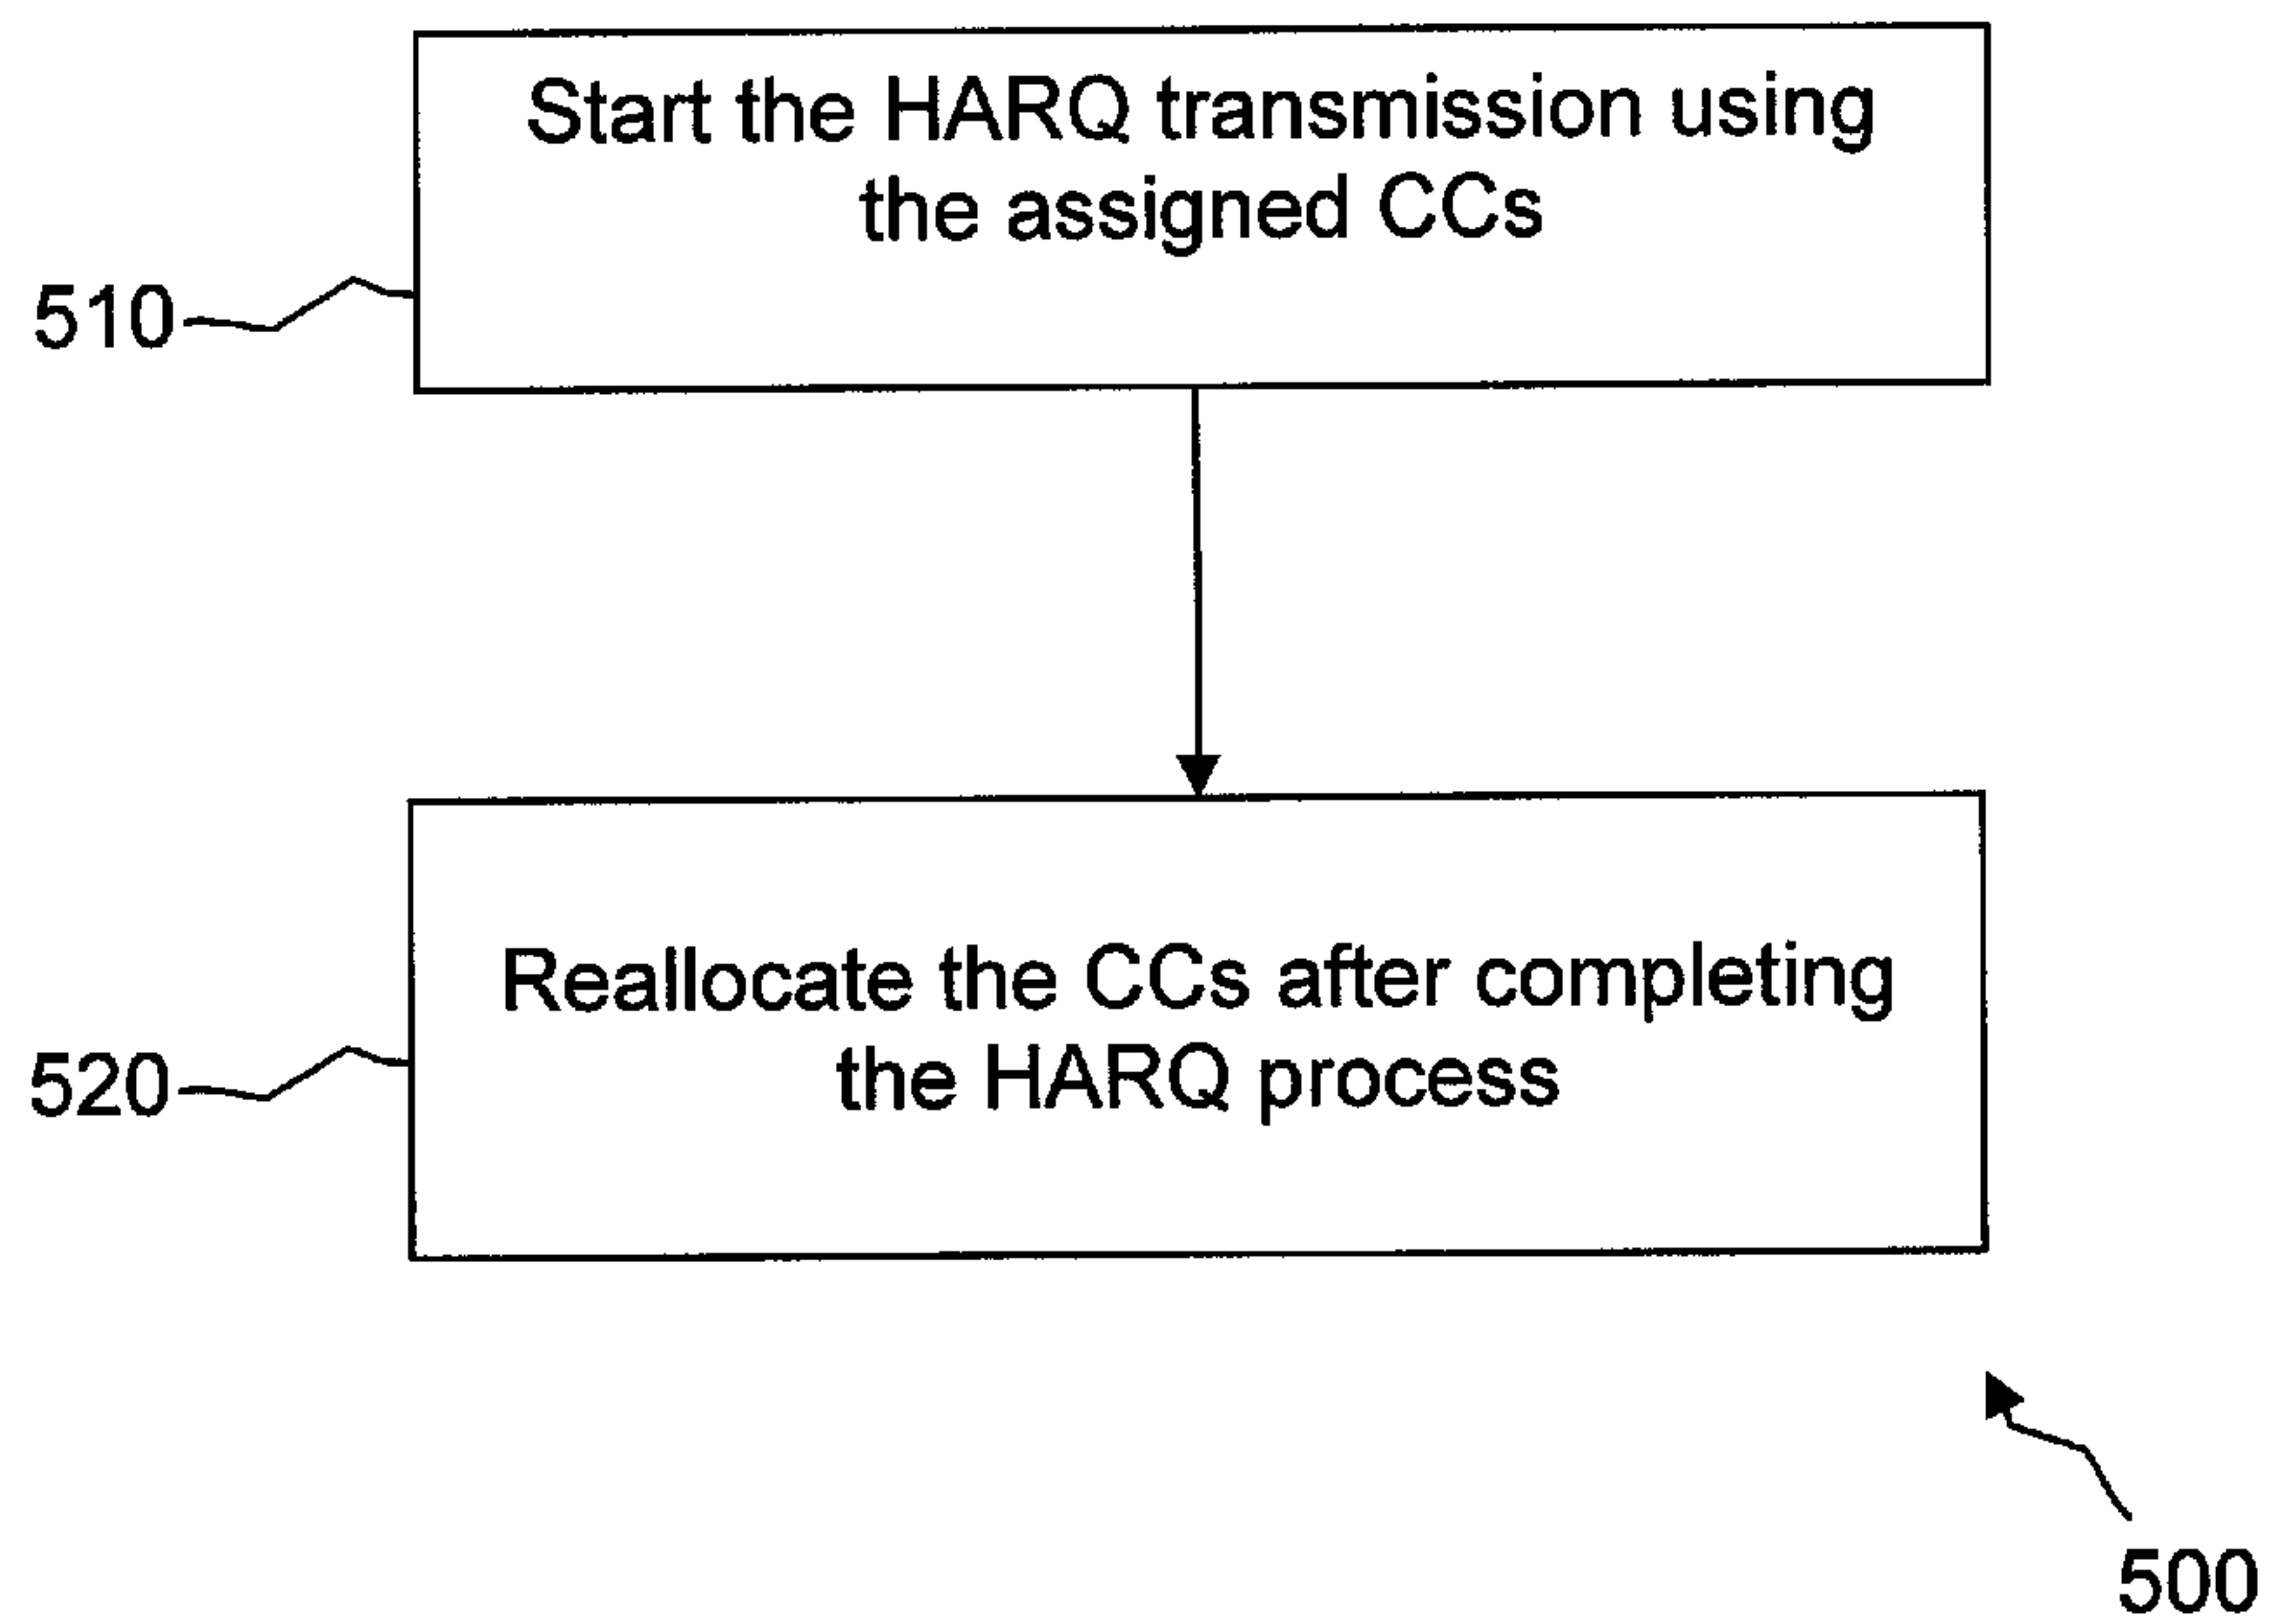 Start the HARQ transmission using
the assigned CCs
510
Reallocate the CCs after completing
the HARQ process
520
500